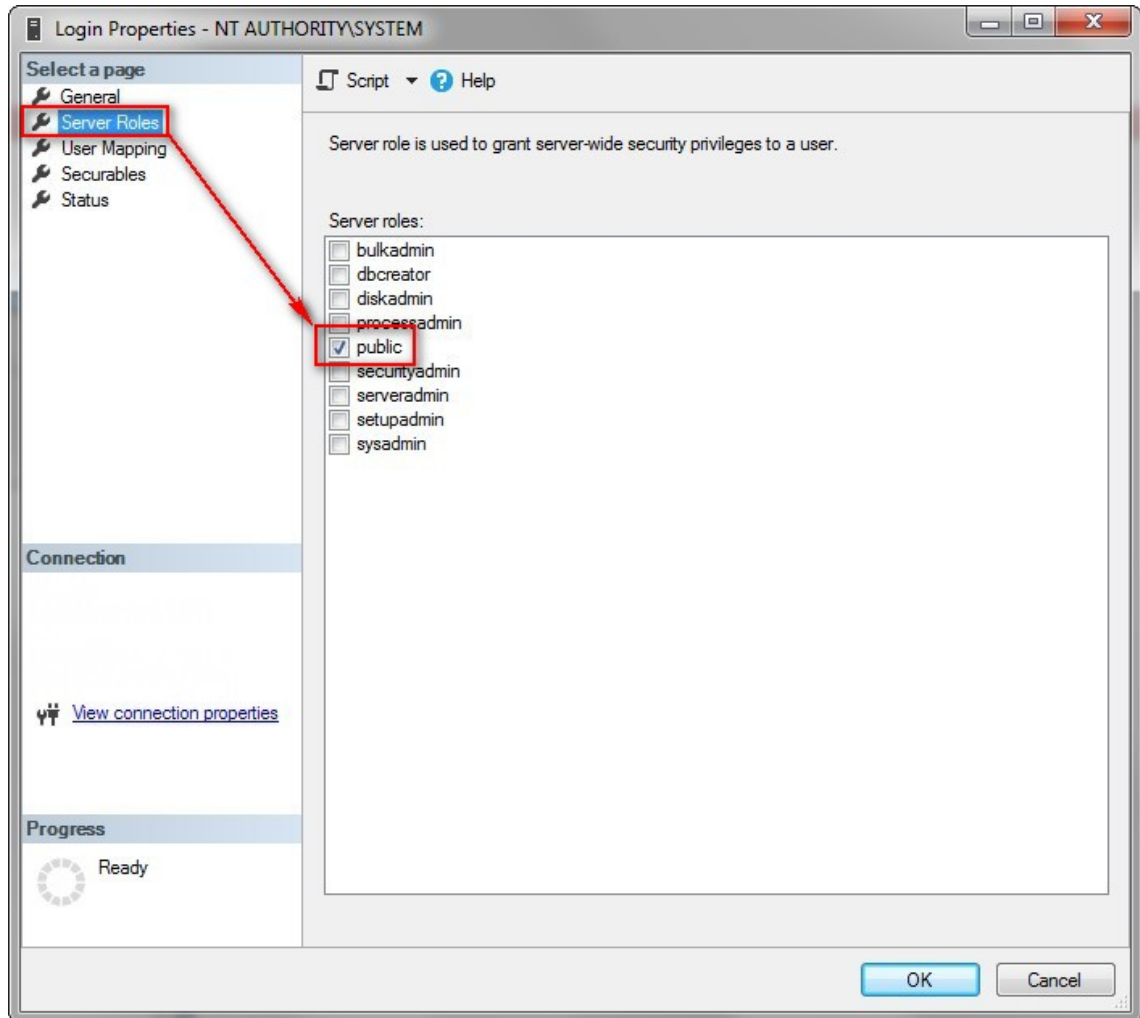 Login Properties - NT AUTHORITY\SYSTEM
Select a page
General
Server Roles
User Mapping
Securables
Status
Script
Help
Server role is used to grant server-wide security privileges to a user.
Server roles:
bulkadmin
dbcreator
diskadmin
processadmin
public
securityadmin
serveradmin
setupadmin
sysadmin
Connection
View connection properties
Progress
Ready
OK
Cancel